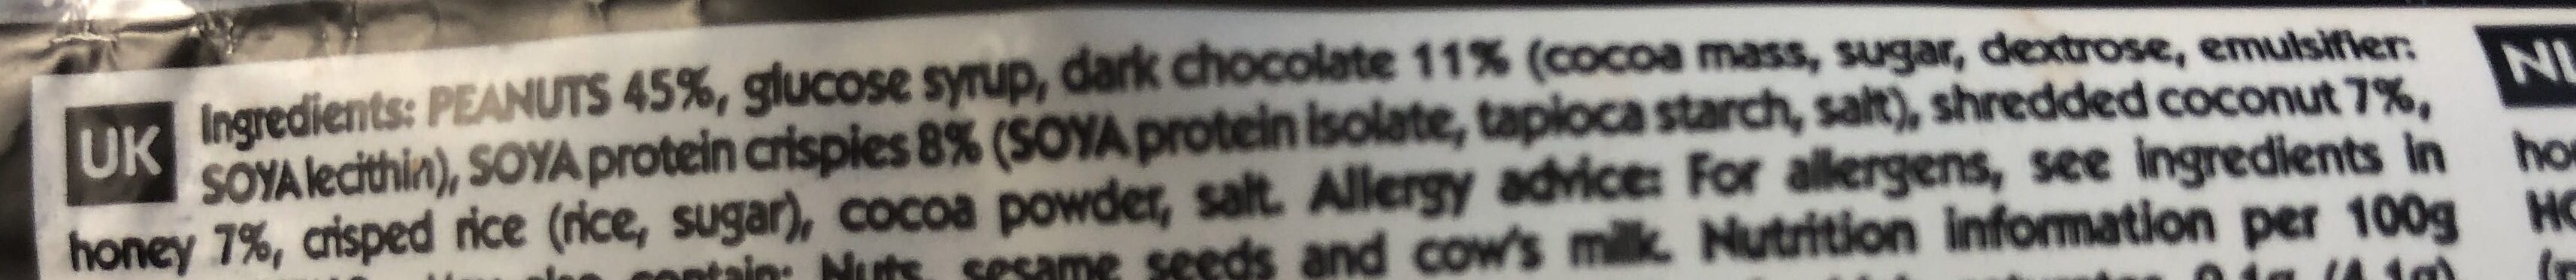 UK Ingredients: PEANUTS 45%, glucose syrup, dark chocolate 11% (cocoa mass, sugar, dextrose, emulsifier:
SOYA lecithin), SOYA protein crispies 8% (SOYA protein isolate, tapioca starch, salt), shredded coconut 7%,
honey 7%, crisped rice (rice, sugar), cocoa powder, salt. Allergy advice: For allergens, see ingredients in
also contain: Nuts, sesame seeds and cow's milk. Nutrition information per 100g